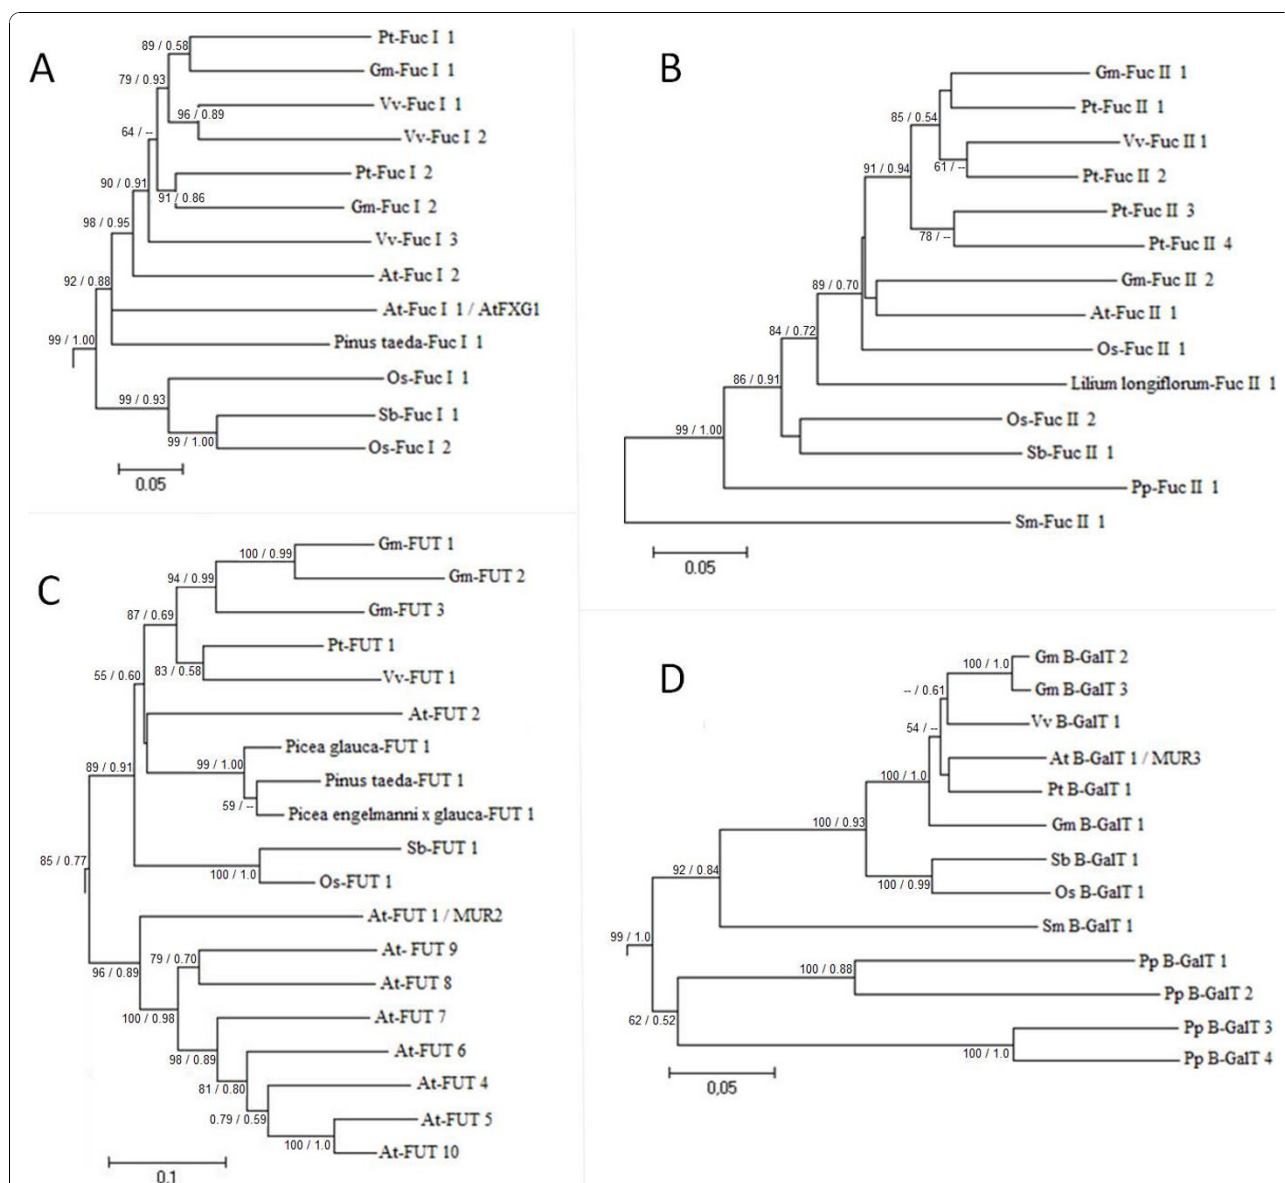 A
89 / 0.58
Pt-Fuc I 1
Gm-Fuc I 1
79 / 0.93
Vv-Fuc I 1
96 / 0.89
Vv-Fuc I 2
64 / --
Pt-Fuc I 2
91 / 0.86
Gm-Fuc I 2
90 / 0.91
Vv-Fuc I 3
98 / 0.95
At-Fuc I 2
92 / 0.88
At-Fuc I 1 / AtFXG1
Pinus taeda-Fuc I 1
99 / 1.00
Os-Fuc I 1
99 / 0.93
Sb-Fuc I 1
99 / 1.00
Os-Fuc I 2
0.05
B
Gm-Fuc II 1
Pt-Fuc II 1
85 / 0.54
Vv-Fuc II 1
61 / --
Pt-Fuc II 2
91 / 0.94
Pt-Fuc II 3
78 / --
Pt-Fuc II 4
Gm-Fuc II 2
89 / 0.70
At-Fuc II 1
84 / 0.72
Os-Fuc II 1
86 / 0.91
Lilium longiflorum-Fuc II 1
Os-Fuc II 2
99 / 1.00
Sb-Fuc II 1
Pp-Fuc II 1
Sm-Fuc II 1
0.05
C
Gm-FUT 1
100 / 0.99
Gm-FUT 2
94 / 0.99
Gm-FUT 3
87 / 0.69
Pt-FUT 1
83 / 0.58
Vv-FUT 1
55 / 0.60
At-FUT 2
Picea glauca-FUT 1
99 / 1.00
Pinus taeda-FUT 1
59 / --
Picea engelmanni x glauca-FUT 1
89 / 0.91
Sb-FUT 1
100 / 1.0
Os-FUT 1
85 / 0.77
At-FUT 1 / MUR2
At- FUT 9
79 / 0.70
96 / 0.89
At-FUT 8
100 / 0.98
At-FUT 7
98 / 0.89
At-FUT 6
81 / 0.80
At-FUT 4
0.79 / 0.59
At-FUT 5
100 / 1.0
At-FUT 10
0.1
D
Gm B-GalT 2
100 / 1.0
Gm B-GalT 3
-- / 0.61
Vv B-GalT 1
54 / --
At B-GalT 1 / MUR3
100 / 1.0
Pt B-GalT 1
Gm B-GalT 1
100 / 0.93
Sb B-GalT 1
100 / 0.99
Os B-GalT 1
92 / 0.84
Sm B-GalT 1
99 / 1.0
Pp B-GalT 1
100 / 0.88
Pp B-GalT 2
62 / 0.52
Pp B-GalT 3
100 / 1.0
Pp B-GalT 4
0,05